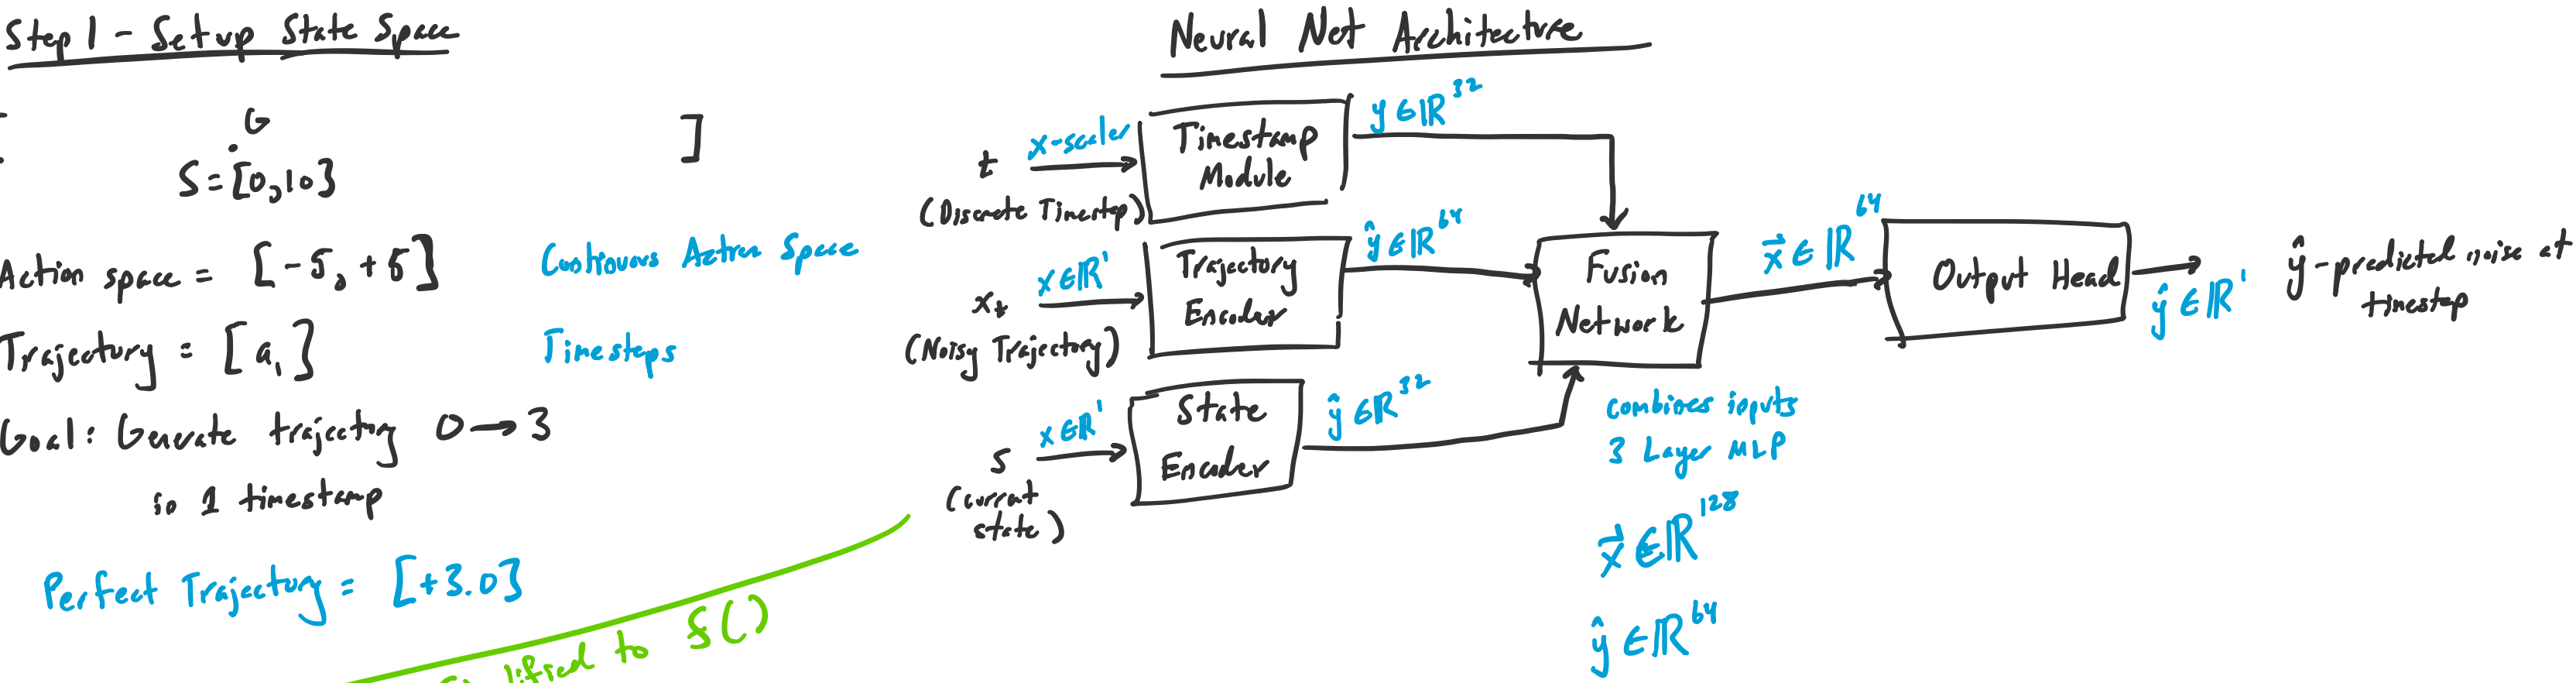 Step 1 - Setup State Space
G
S = [0,10]
]
Action space = [-5, +5]
Continuous Action Space
Trajectory = [a₁]
Timesteps
Goal: Generate trajectory 0 → 3
in 1 timestamp
Perfect Trajectory = [+3.0]
to f()
Neural Net Architecture
t
x-scaler
(Discrete Timestep)
Timestamp
Module
y ∈ ℝ³²
xₜ
x ∈ ℝ¹
(Noisy Trajectory)
Trajectory
Encoder
ŷ ∈ ℝ⁶⁴
S
x ∈ ℝ¹
(current
state)
State
Encoder
ŷ ∈ ℝ³²
Fusion
Network
combines inputs
3 Layer MLP
x⃗ ∈ ℝ¹²⁸
ŷ ∈ ℝ⁶⁴
x⃗ ∈ ℝ⁶⁴
Output Head
ŷ ∈ ℝ¹
ŷ - predicted noise at
timestep